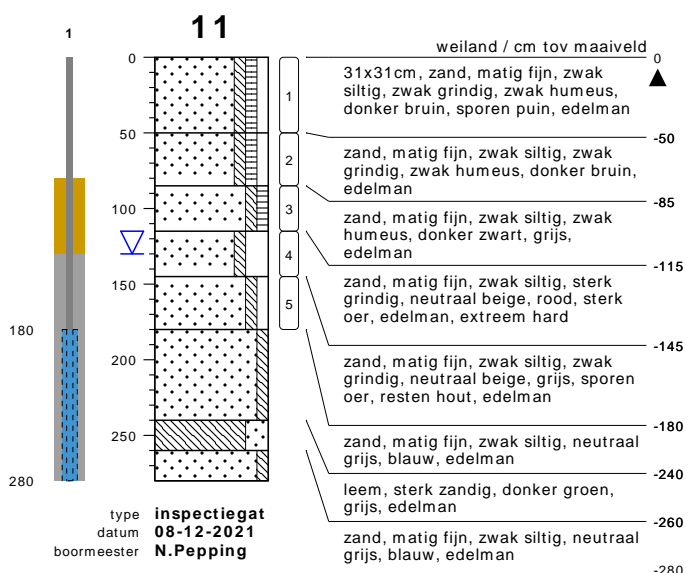 1
11
weiland / cm tov maaiveld
0
0
31x31cm, zand, matig fijn, zwak
siltig, zwak grindig, zwak humeus,
donker bruin, sporen puin, edelman
1
50
-50
zand, matig fijn, zwak siltig, zwak
grindig, zwak humeus, donker bruin,
edelman
2
-85
zand, matig fijn, zwak siltig, zwak
humeus, donker zwart, grijs,
edelman
3
100
-115
zand, matig fijn, zwak siltig, sterk
grindig, neutraal beige, rood, sterk
oer, edelman, extreem hard
4
150
-145
zand, matig fijn, zwak siltig, zwak
grindig, neutraal beige, grijs, sporen
oer, resten hout, edelman
5
180
200
-180
zand, matig fijn, zwak siltig, neutraal
grijs, blauw, edelman
250
-240
leem, sterk zandig, donker groen,
grijs, edelman
280
-260
zand, matig fijn, zwak siltig, neutraal
grijs, blauw, edelman
-280
type inspectiegat
datum 08-12-2021
boormeester N.Pepping